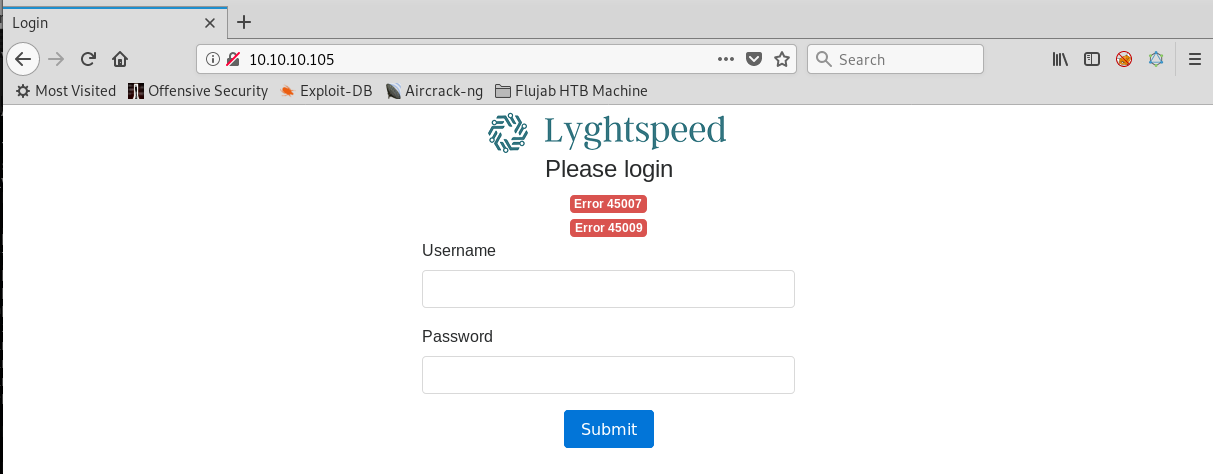 Login
10.10.10.105
Search
Most Visited Offensive Security Exploit-DB Aircrack-ng Flujab HTB Machine
Lyghtspeed
Please login
Error 45007
Error 45009
Username
Password
Submit